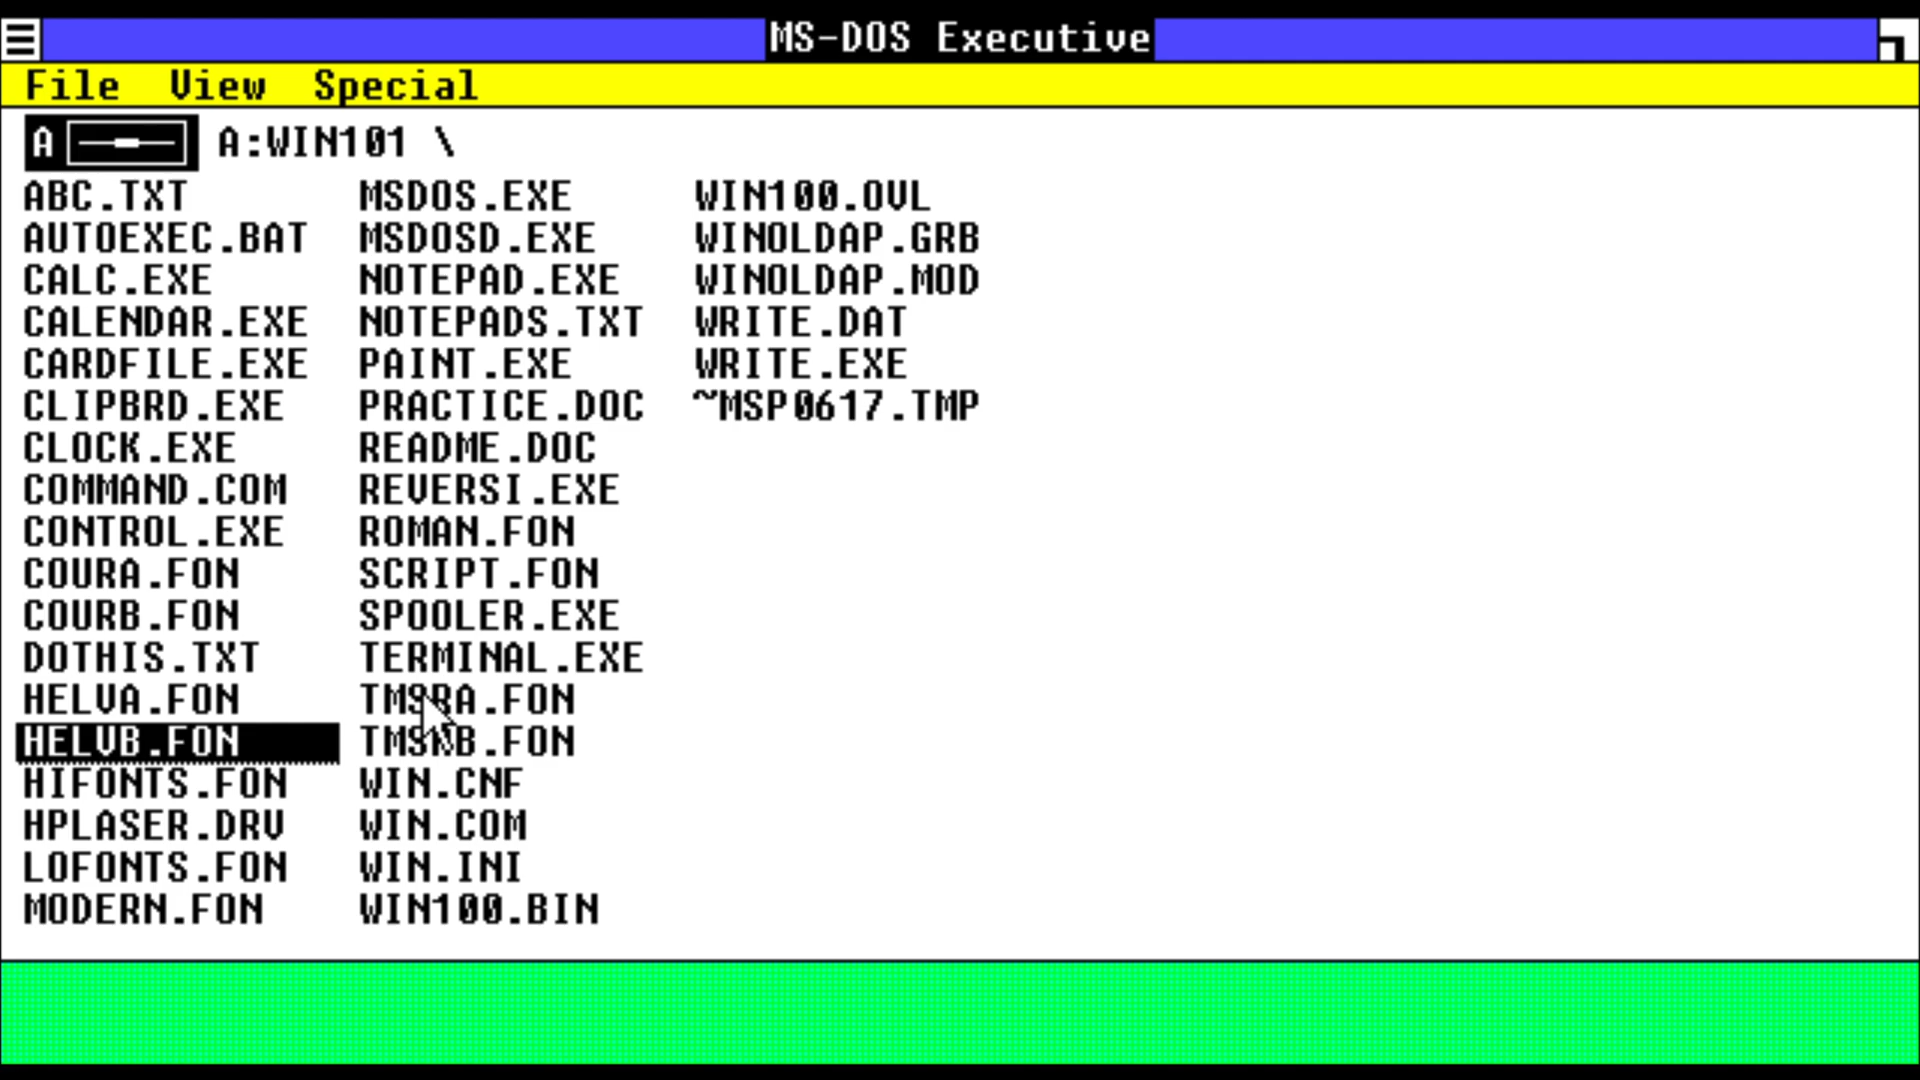 MS-DOS Executive
File View Special
A A:WIN101 \
ABC.TXT MSDOS.EXE WIN100.OVL
AUTOEXEC.BAT MSDOSD.EXE WINOLDAP.GRB
CALC.EXE NOTEPAD.EXE WINOLDAP.MOD
CALENDAR.EXE NOTEPADS.TXT WRITE.DAT
CARDFILE.EXE PAINT.EXE WRITE.EXE
CLIPBRD.EXE PRACTICE.DOC ~MSP0617.TMP
CLOCK.EXE README.DOC
COMMAND.COM REVERSI.EXE
CONTROL.EXE ROMAN.FON
COURA.FON SCRIPT.FON
COURB.FON SPOOLER.EXE
DOTHIS.TXT TERMINAL.EXE
HELVA.FON TMSRA.FON
HELVB.FON TMSRB.FON
HIFONTS.FON WIN.CNF
HPLASER.DRV WIN.COM
LOFONTS.FON WIN.INI
MODERN.FON WIN100.BIN